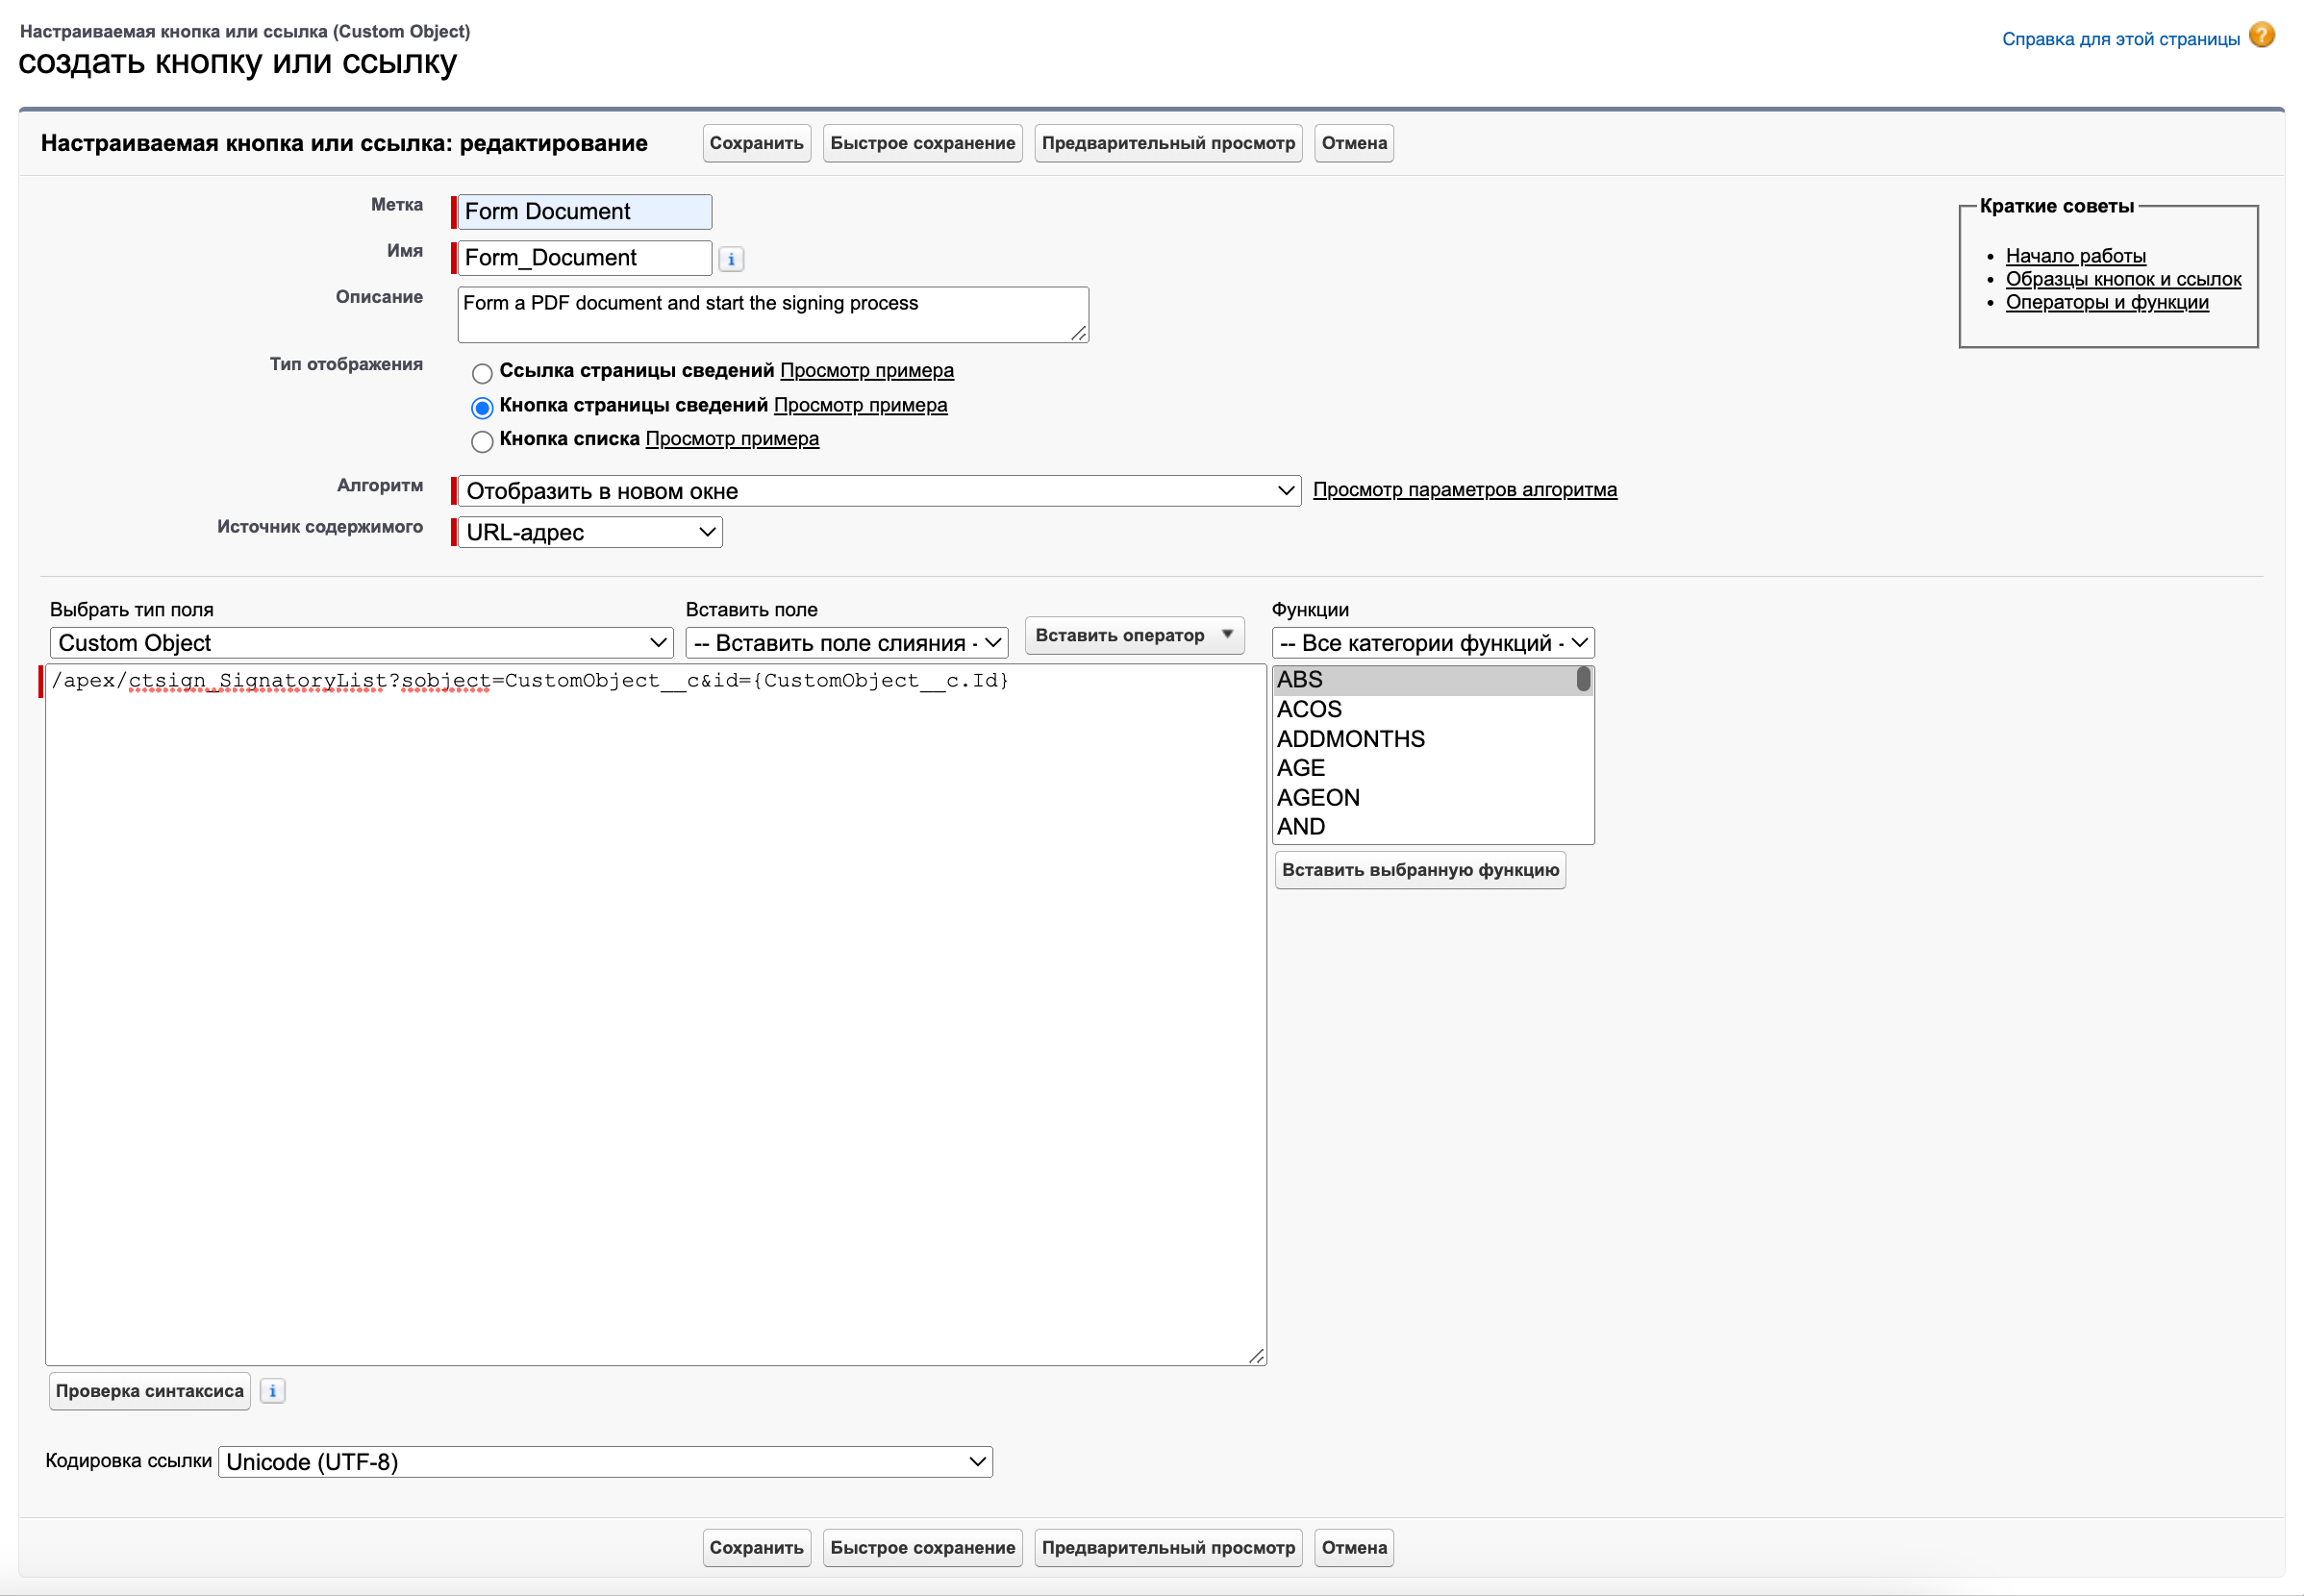 Настраиваемая кнопка или ссылка (Custom Object)
создать кнопку или ссылку
Справка для этой страницы ?
Настраиваемая кнопка или ссылка: редактирование
Сохранить Быстрое сохранение Предварительный просмотр Отмена
Метка Form Document
Имя Form_Document i
Описание Form a PDF document and start the signing process
Тип отображения
Ссылка страницы сведений Просмотр примера
Кнопка страницы сведений Просмотр примера
Кнопка списка Просмотр примера
Алгоритм Отобразить в новом окне Просмотр параметров алгоритма
Источник содержимого URL-адрес
Краткие советы
• Начало работы
• Образцы кнопок и ссылок
• Операторы и функции
Выбрать тип поля Вставить поле Функции
Custom Object -- Вставить поле слияния - Вставить оператор -- Все категории функций -
/apex/ctsign_SignatoryList?sobject=CustomObject__c&id={CustomObject__c.Id}
ABS
ACOS
ADDMONTHS
AGE
AGEON
AND
Вставить выбранную функцию
Проверка синтаксиса i
Кодировка ссылки Unicode (UTF-8)
Сохранить Быстрое сохранение Предварительный просмотр Отмена